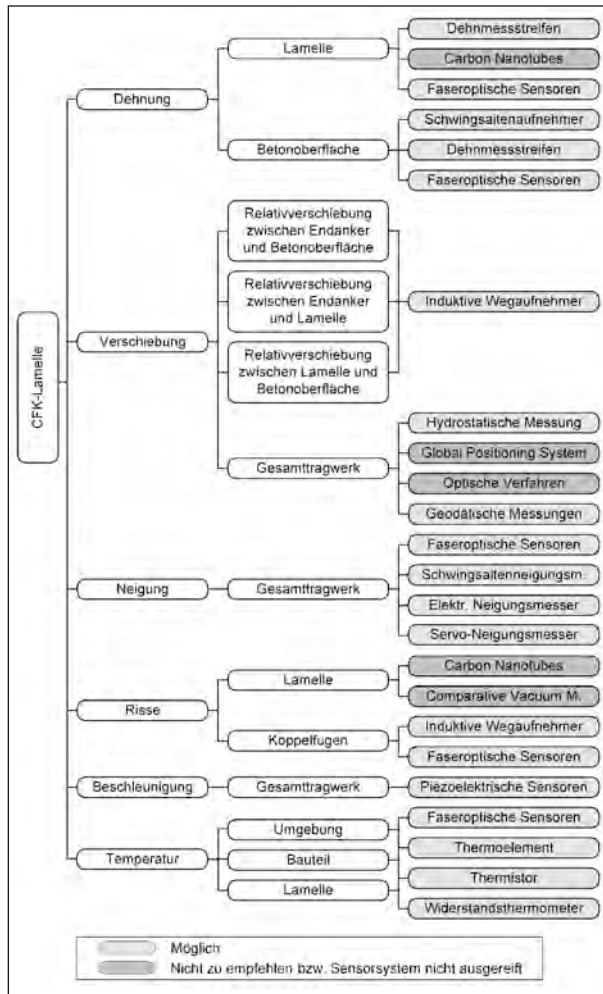 CFK-Lamelle
Dehnung
Lamelle
Dehnmessstreifen
Carbon Nanotubes
Faseroptische Sensoren
Betonoberfläche
Schwingsaitenaufnehmer
Dehnmessstreifen
Faseroptische Sensoren
Verschiebung
Relativverschiebung
zwischen Endanker
und Betonoberfläche
Relativverschiebung
zwischen Endanker
und Lamelle
Relativverschiebung
zwischen Lamelle und
Betonoberfläche
Induktive Wegaufnehmer
Gesamttragwerk
Hydrostatische Messung
Global Positioning System
Optische Verfahren
Geodätische Messungen
Neigung
Gesamttragwerk
Faseroptische Sensoren
Schwingsaitenneigungsm.
Elektr. Neigungsmesser
Servo-Neigungsmesser
Risse
Lamelle
Carbon Nanotubes
Comparative Vacuum M.
Koppelfugen
Induktive Wegaufnehmer
Faseroptische Sensoren
Beschleunigung
Gesamttragwerk
Piezoelektrische Sensoren
Temperatur
Umgebung
Bauteil
Lamelle
Faseroptische Sensoren
Thermoelement
Thermistor
Widerstandsthermometer
Möglich
Nicht zu empfehlen bzw. Sensorsystem nicht ausgereift